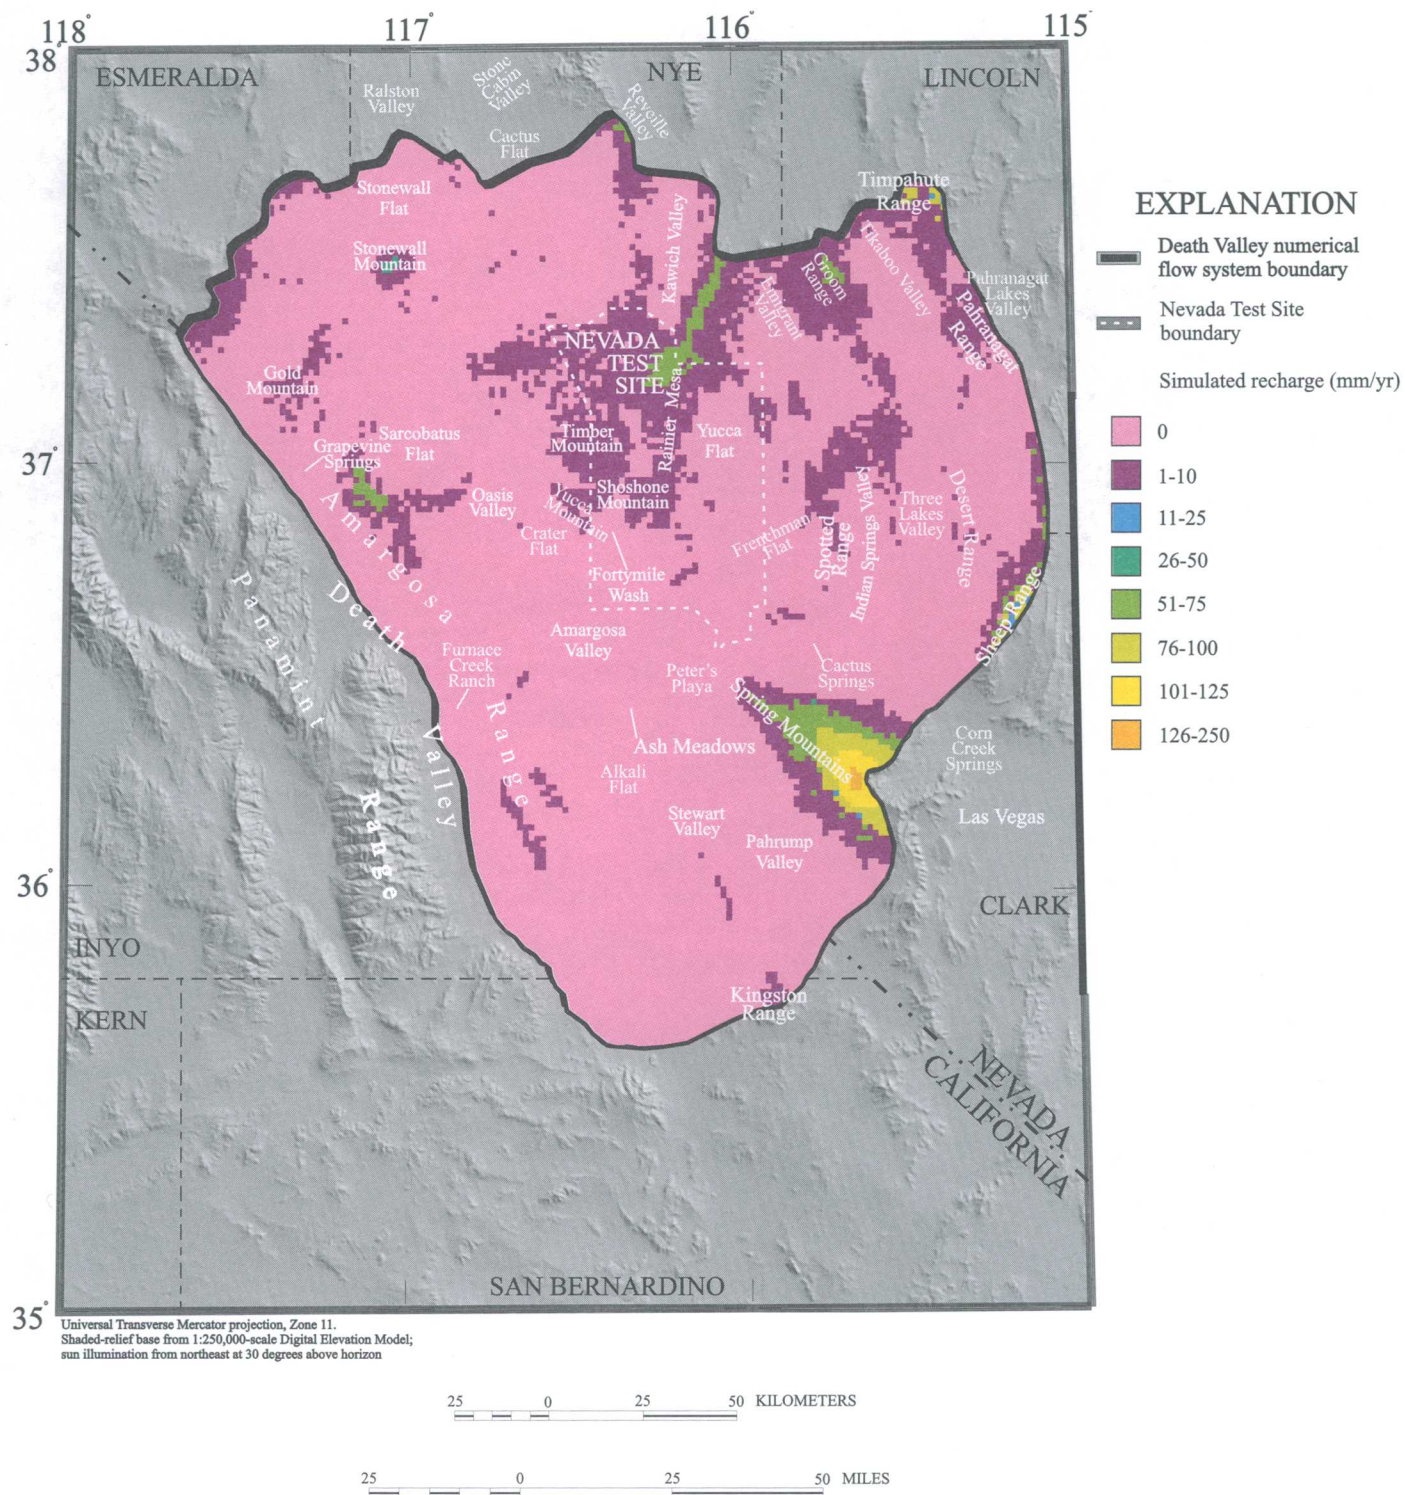 118° 117° 116° 115°
38°
ESMERALDA
NYE
LINCOLN
Ralston
Valley
Stone
Cabin
Valley
Reveille
Valley
Cactus
Flat
Stonewall
Flat
Timpahute
Range
EXPLANATION
Death Valley numerical
flow system boundary
Nevada Test Site
boundary
Simulated recharge (mm/yr)
0
1-10
11-25
26-50
51-75
76-100
101-125
126-250
Stonewall
Mountain
Kawich Valley
Groom
Range
Emigrant
Valley
Tikaboo Valley
Pahranagat
Lakes
Valley
Pahranagat
Range
NEVADA
TEST
SITE
Rainier Mesa
Gold
Mountain
37°
Grapevine
Springs
Sarcobatus
Flat
Timber
Mountain
Yucca
Flat
Oasis
Valley
Yucca
Mountain
Shoshone
Mountain
Crater
Flat
Frenchman
Flat
Spotted
Range
Indian Springs Valley
Three
Lakes
Valley
Desert Range
Fortymile
Wash
Sheep Range
Amargosa
Range
Death
Valley
Panamint
Range
Amargosa
Valley
Furnace
Creek
Ranch
Peter's
Playa
Cactus
Springs
Spring Mountains
Ash Meadows
Alkali
Flat
Corn
Creek
Springs
Las Vegas
Stewart
Valley
Pahrump
Valley
36°
CLARK
INYO
KERN
Kingston
Range
NEVADA
CALIFORNIA
SAN BERNARDINO
35°
Universal Transverse Mercator projection, Zone 11.
Shaded-relief base from 1:250,000-scale Digital Elevation Model;
sun illumination from northeast at 30 degrees above horizon
25 0 25 50 KILOMETERS
25 0 25 50 MILES